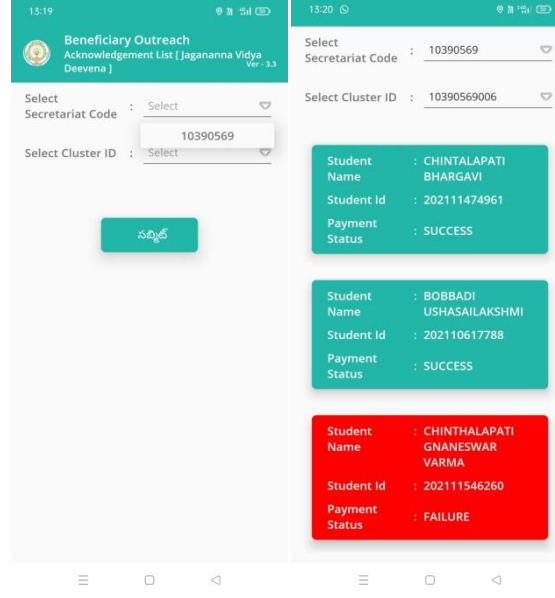 13:19
Beneficiary Outreach
Acknowledgement List [ Jagananna Vidya
Deevena ]
Ver - 3.3
Select
Secretariat Code : Select
10390569
Select Cluster ID : Select
సబ్మిట్
13:20
Select
Secretariat Code : 10390569
Select Cluster ID : 10390569006
Student Name : CHINTALAPATI
BHARGAVI
Student Id : 202111474961
Payment
Status : SUCCESS
Student Name : BOBBADI
USHASAILAKSHMI
Student Id : 202110617788
Payment
Status : SUCCESS
Student Name : CHINTHALAPATI
GNANESWAR
VARMA
Student Id : 202111546260
Payment
Status : FAILURE